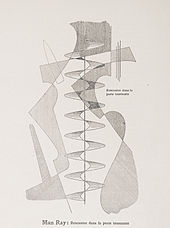 Rencontre dans la
porte tournante
Man Ray: Rencontre dans la porte tournante